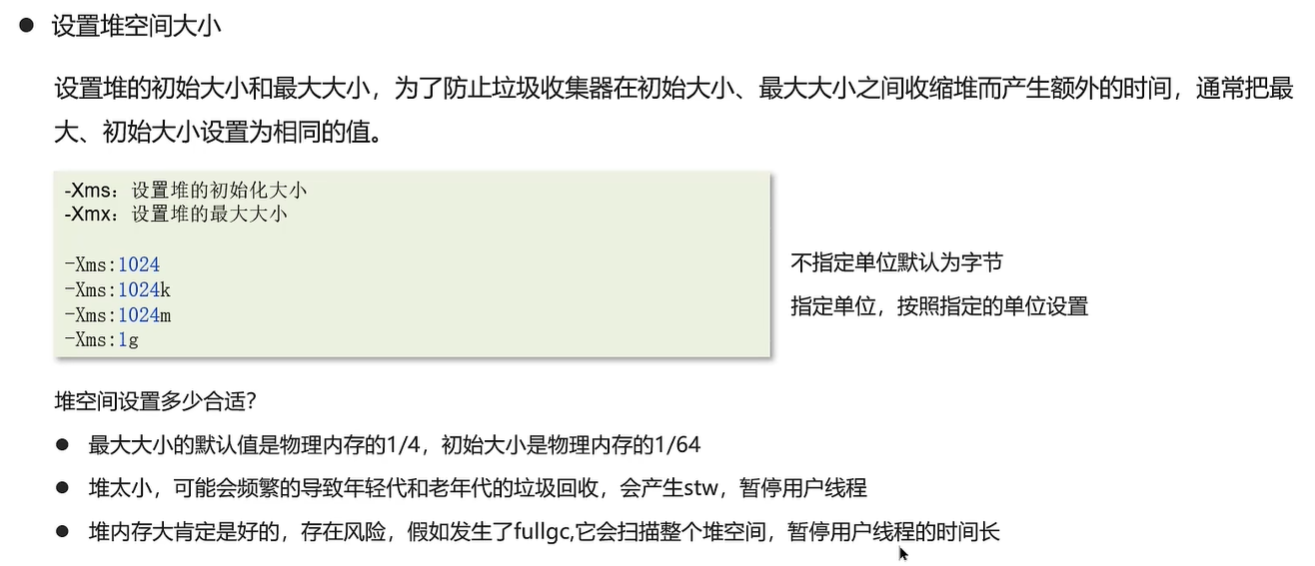 ● 设置堆空间大小
设置堆的初始大小和最大大小，为了防止垃圾收集器在初始大小、最大大小之间收缩堆而产生额外的时间，通常把最
大、初始大小设置为相同的值。
-Xms：设置堆的初始化大小
-Xmx：设置堆的最大大小
-Xms:1024
-Xms:1024k
-Xms:1024m
-Xms:1g
不指定单位默认为字节
指定单位，按照指定的单位设置
堆空间设置多少合适？
● 最大大小的默认值是物理内存的1/4，初始大小是物理内存的1/64
● 堆太小，可能会频繁的导致年轻代和老年代的垃圾回收，会产生stw，暂停用户线程
● 堆内存大肯定是好的，存在风险，假如发生了fullgc,它会扫描整个堆空间，暂停用户线程的时间长